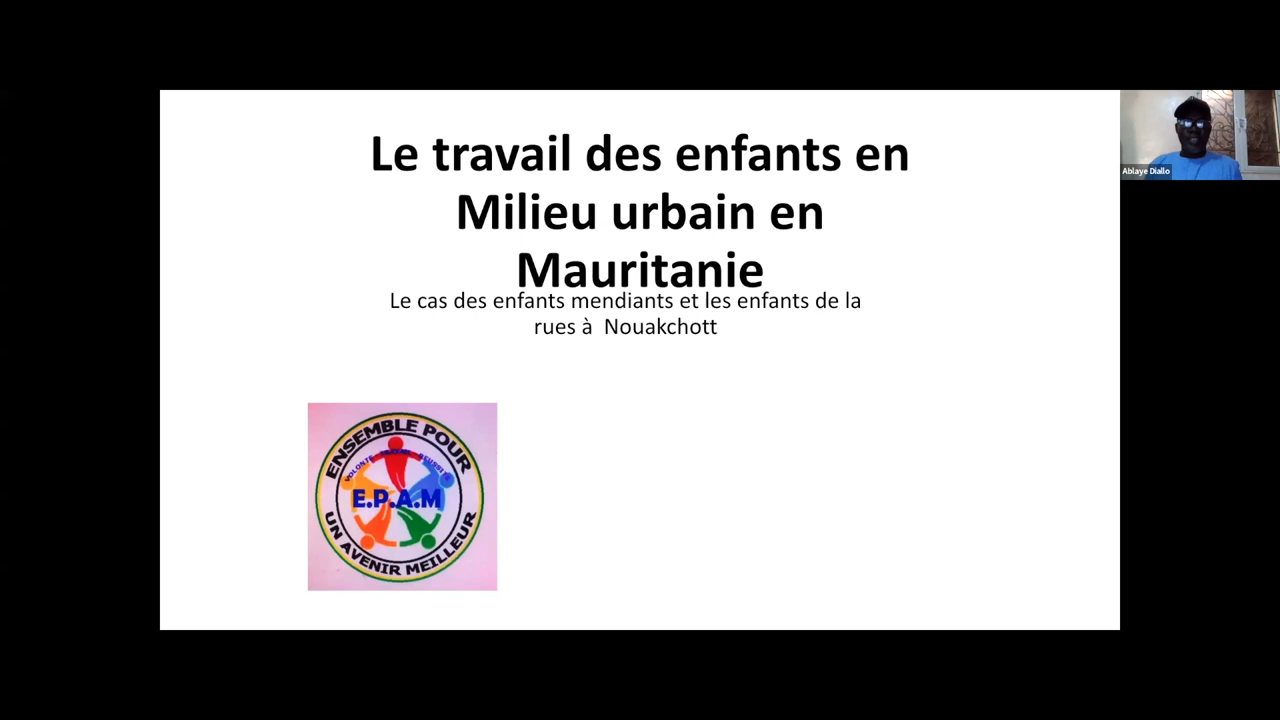 Le travail des enfants en
Milieu urbain en
Mauritanie
Le cas des enfants mendiants et les enfants de la
rues à Nouakchott
ENSEMBLE POUR
VOLONTE
E.P.A.M
UN AVENIR MEILLEUR
Ablaye Diallo